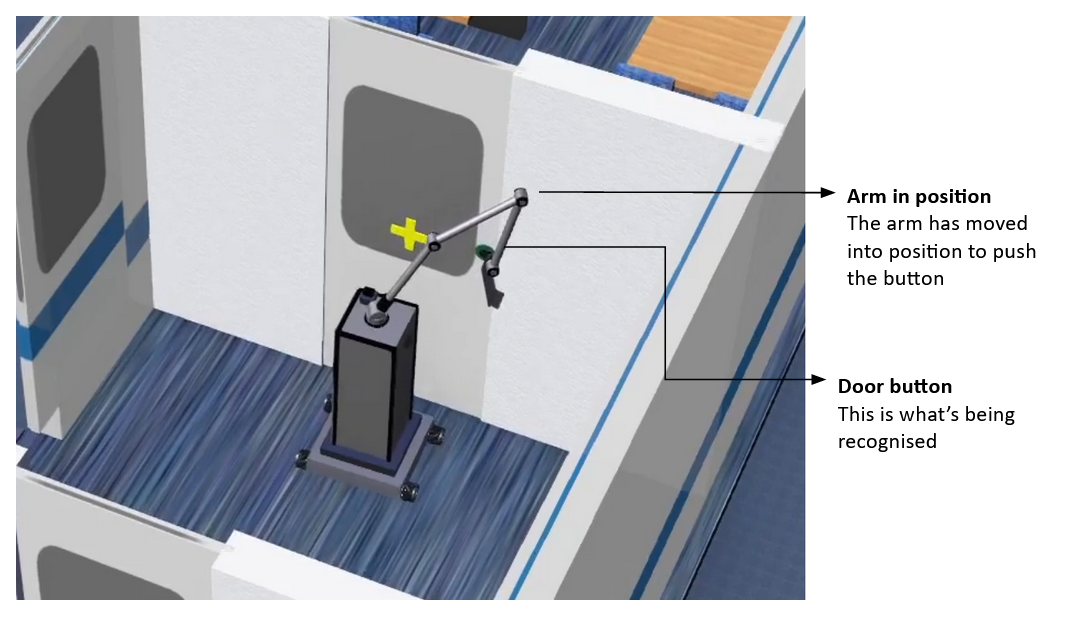 Arm in position
The arm has moved
into position to push
the button
Door button
This is what's being
recognised